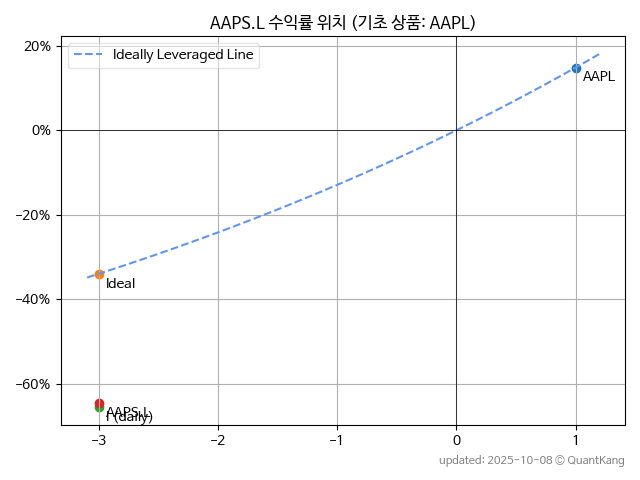 AAPS.L 수익률 위치 (기초 상품: AAPL)
20%
0%
−20%
−40%
−60%
Ideally Leveraged Line
AAPL
Ideal
AAPS.L
(daily)
−3
−2
−1
0
1
updated: 2025-10-08 © QuantKang